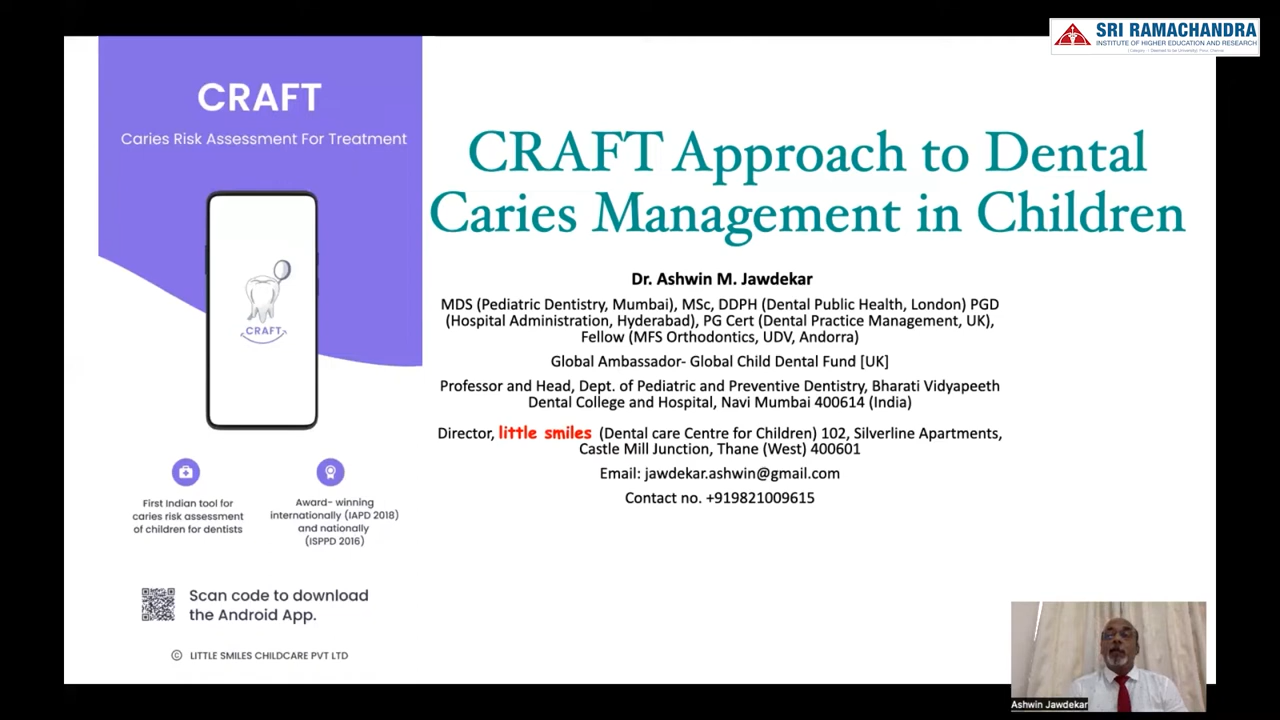 SRI RAMACHANDRA
INSTITUTE OF HIGHER EDUCATION AND RESEARCH
CRAFT
Caries Risk Assessment For Treatment
CRAFT
First Indian tool for
caries risk assessment
of children for dentists
Award- winning
internationally (IAPD 2018)
and nationally
(ISPPD 2016)
Scan code to download
the Android App.
© LITTLE SMILES CHILDCARE PVT LTD
CRAFT Approach to Dental
Caries Management in Children
Dr. Ashwin M. Jawdekar
MDS (Pediatric Dentistry, Mumbai), MSc, DDPH (Dental Public Health, London) PGD
(Hospital Administration, Hyderabad), PG Cert (Dental Practice Management, UK),
Fellow (MFS Orthodontics, UDV, Andorra)
Global Ambassador- Global Child Dental Fund [UK]
Professor and Head, Dept. of Pediatric and Preventive Dentistry, Bharati Vidyapeeth
Dental College and Hospital, Navi Mumbai 400614 (India)
Director, little smiles (Dental care Centre for Children) 102, Silverline Apartments,
Castle Mill Junction, Thane (West) 400601
Email: jawdekar.ashwin@gmail.com
Contact no. +919821009615
Ashwin Jawdekar